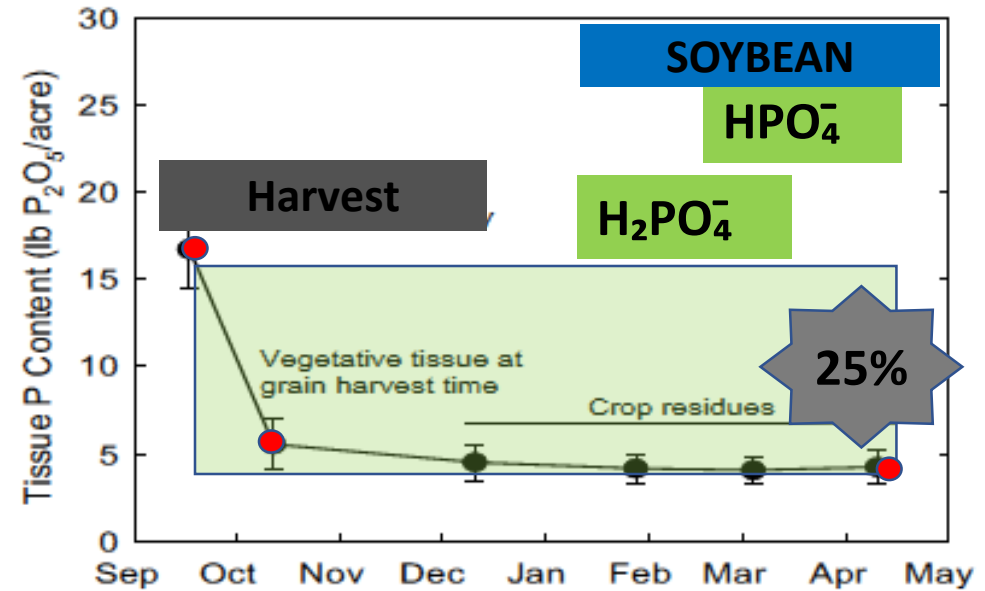 30
SOYBEAN
25
HPO₄⁻
20
Harvest
H₂PO₄⁻
y
15
Vegetative tissue at
grain harvest time
10
25%
Crop residues
5
0
Sep Oct Nov Dec Jan Feb Mar Apr May
Tissue P Content (lb P₂O₅/acre)